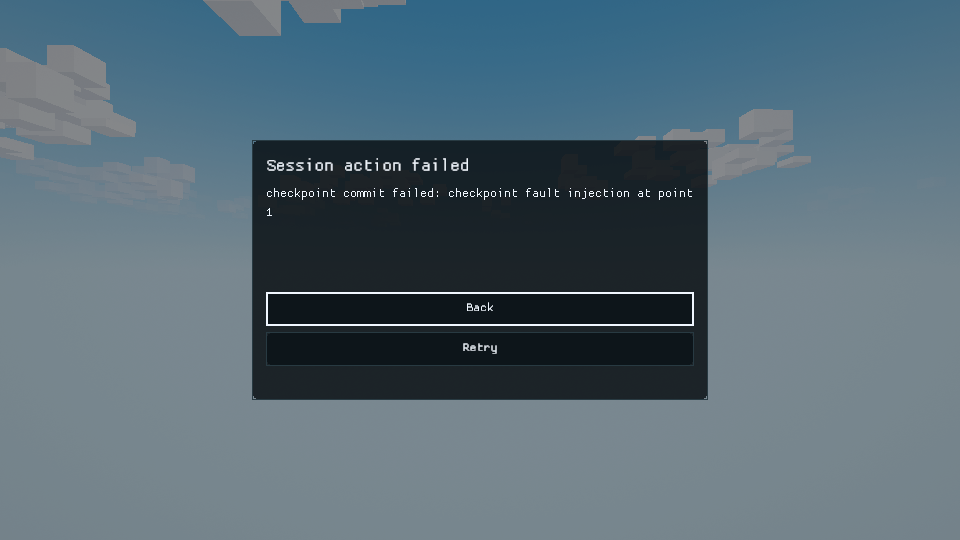 Session action failed
checkpoint commit failed: checkpoint fault injection at point
1
Back
Retry